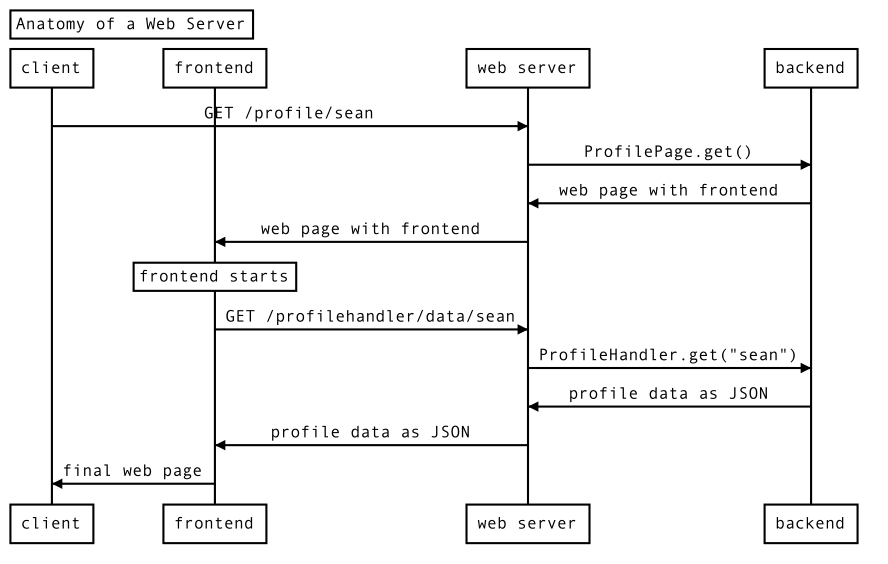 Anatomy of a Web Server
client
frontend
web server
backend
GET /profile/sean
ProfilePage.get()
web page with frontend
web page with frontend
frontend starts
GET /profilehandler/data/sean
ProfileHandler.get("sean")
profile data as JSON
profile data as JSON
final web page
client
frontend
web server
backend